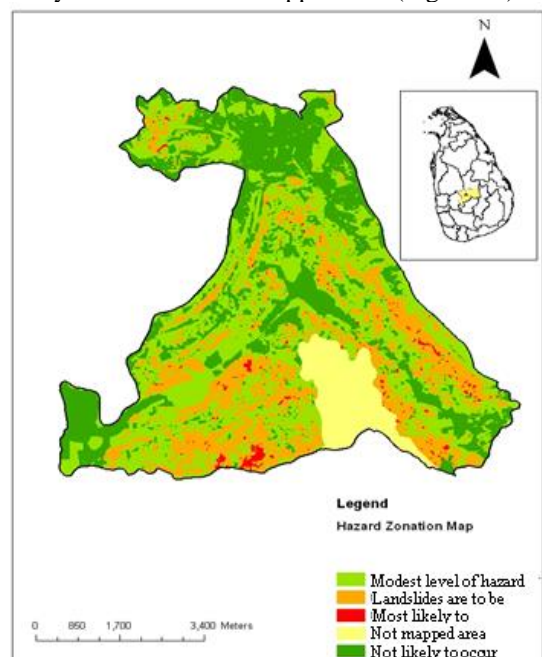 N
Legend
Hazard Zonation Map
Modest level of hazard
Landslides are to be
Most likely to
Not mapped area
Not likely to occur
0 850 1,700 3,400 Meters